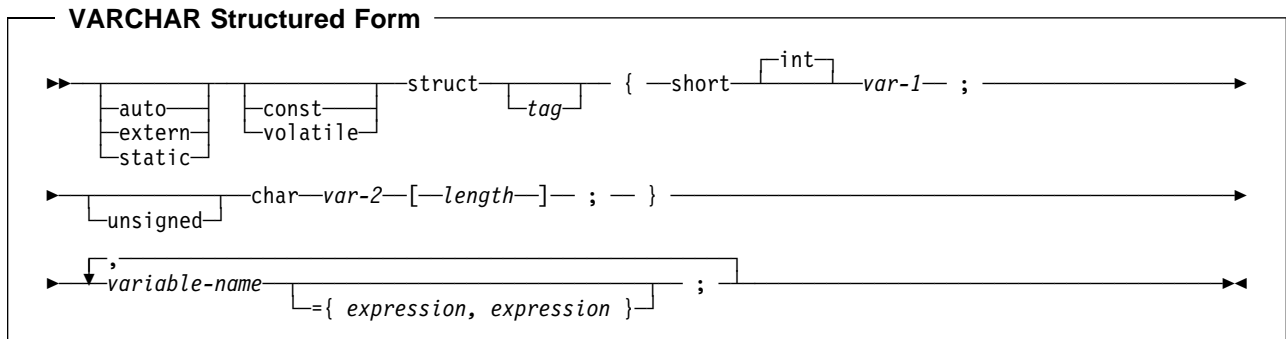 VARCHAR Structured Form
int
struct { short var-1 ;
auto const tag
extern volatile
static
char var-2 [ length ] ; }
unsigned
,
variable-name ;
={ expression, expression }